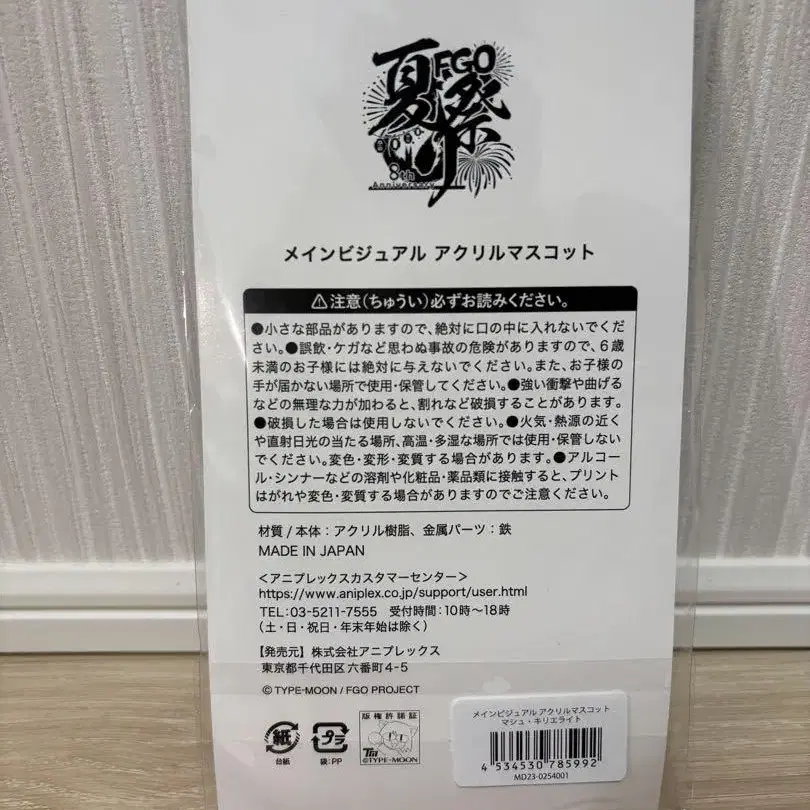 FGO
夏祭
8th
Anniversary
メインビジュアル アクリルマスコット
⚠注意(ちゅうい)必ずお読みください。
●小さな部品がありますので、絶対に口の中に入れないでくだ
さい。●誤飲・ケガなど思わぬ事故の危険がありますので、6歳
未満のお子様には絶対に与えないでください。また、お子様の
手が届かない場所で使用・保管してください。●強い衝撃や曲げる
などの無理な力が加わると、割れなど破損することがあります。
●破損した場合は使用しないでください。●火気・熱源の近く
や直射日光の当たる場所、高温・多湿な場所では使用・保管しない
でください。変色・変形・変質する場合があります。●アルコー
ル・シンナーなどの溶剤や化粧品・薬品類に接触すると、プリント
はがれや変色・変質する場合がありますのでご注意ください。
材質 / 本体:アクリル樹脂、金属パーツ:鉄
MADE IN JAPAN
<アニプレックスカスタマーセンター>
https://www.aniplex.co.jp/support/user.html
TEL:03-5211-7555 受付時間:10時〜18時
(土・日・祝日・年末年始は除く)
【発売元】株式会社アニプレックス
東京都千代田区六番町4-5
© TYPE-MOON / FGO PROJECT
紙
台紙
プラ
袋:PP
版権許諾証
TM
©TYPE-MOON
メインビジュアル アクリルマスコット
マシュ・キリエライト
4 534530 785992
MD23-0254001